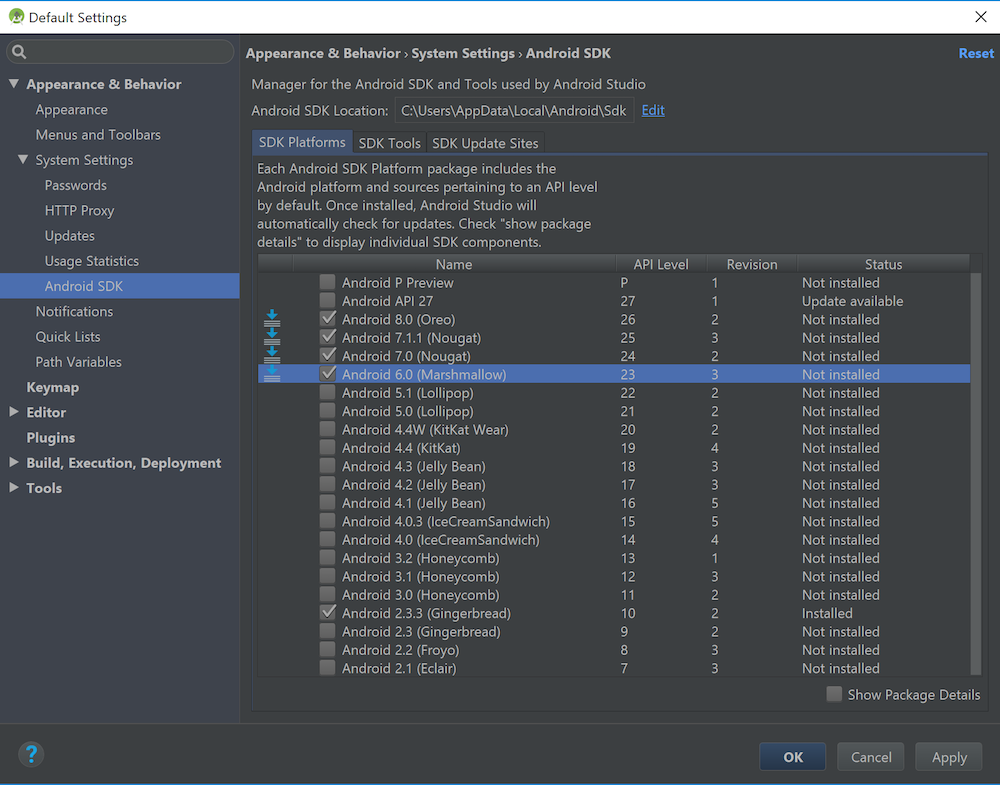 Default Settings
Appearance & Behavior
Appearance
Menus and Toolbars
System Settings
Passwords
HTTP Proxy
Updates
Usage Statistics
Android SDK
Notifications
Quick Lists
Path Variables
Keymap
Editor
Plugins
Build, Execution, Deployment
Tools
Appearance & Behavior › System Settings › Android SDK
Reset
Manager for the Android SDK and Tools used by Android Studio
Android SDK Location: C:\Users\AppData\Local\Android\Sdk Edit
SDK Platforms SDK Tools SDK Update Sites
Each Android SDK Platform package includes the
Android platform and sources pertaining to an API level
by default. Once installed, Android Studio will
automatically check for updates. Check "show package
details" to display individual SDK components.
Name API Level Revision Status
Android P Preview P 1 Not installed
Android API 27 27 1 Update available
Android 8.0 (Oreo) 26 2 Not installed
Android 7.1.1 (Nougat) 25 3 Not installed
Android 7.0 (Nougat) 24 2 Not installed
Android 6.0 (Marshmallow) 23 3 Not installed
Android 5.1 (Lollipop) 22 2 Not installed
Android 5.0 (Lollipop) 21 2 Not installed
Android 4.4W (KitKat Wear) 20 2 Not installed
Android 4.4 (KitKat) 19 4 Not installed
Android 4.3 (Jelly Bean) 18 3 Not installed
Android 4.2 (Jelly Bean) 17 3 Not installed
Android 4.1 (Jelly Bean) 16 5 Not installed
Android 4.0.3 (IceCreamSandwich) 15 5 Not installed
Android 4.0 (IceCreamSandwich) 14 4 Not installed
Android 3.2 (Honeycomb) 13 1 Not installed
Android 3.1 (Honeycomb) 12 3 Not installed
Android 3.0 (Honeycomb) 11 2 Not installed
Android 2.3.3 (Gingerbread) 10 2 Installed
Android 2.3 (Gingerbread) 9 2 Not installed
Android 2.2 (Froyo) 8 3 Not installed
Android 2.1 (Eclair) 7 3 Not installed
Show Package Details
?
OK Cancel Apply